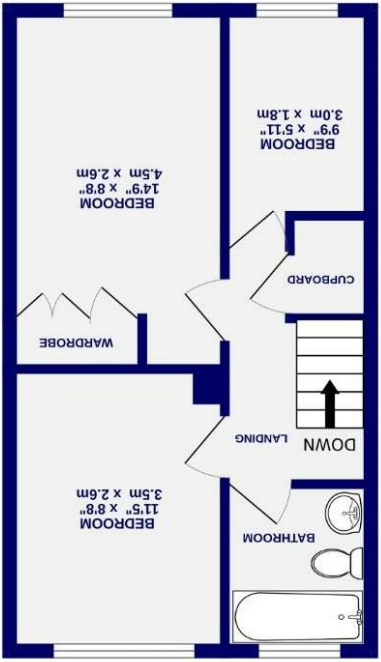 BATHROOM
BEDROOM
11'5" x 8'8"
3.5m x 2.6m
DOWN
LANDING
WARDROBE
CUPBOARD
BEDROOM
14'9" x 8'8"
4.5m x 2.6m
BEDROOM
9'9" x 5'11"
3.0m x 1.8m